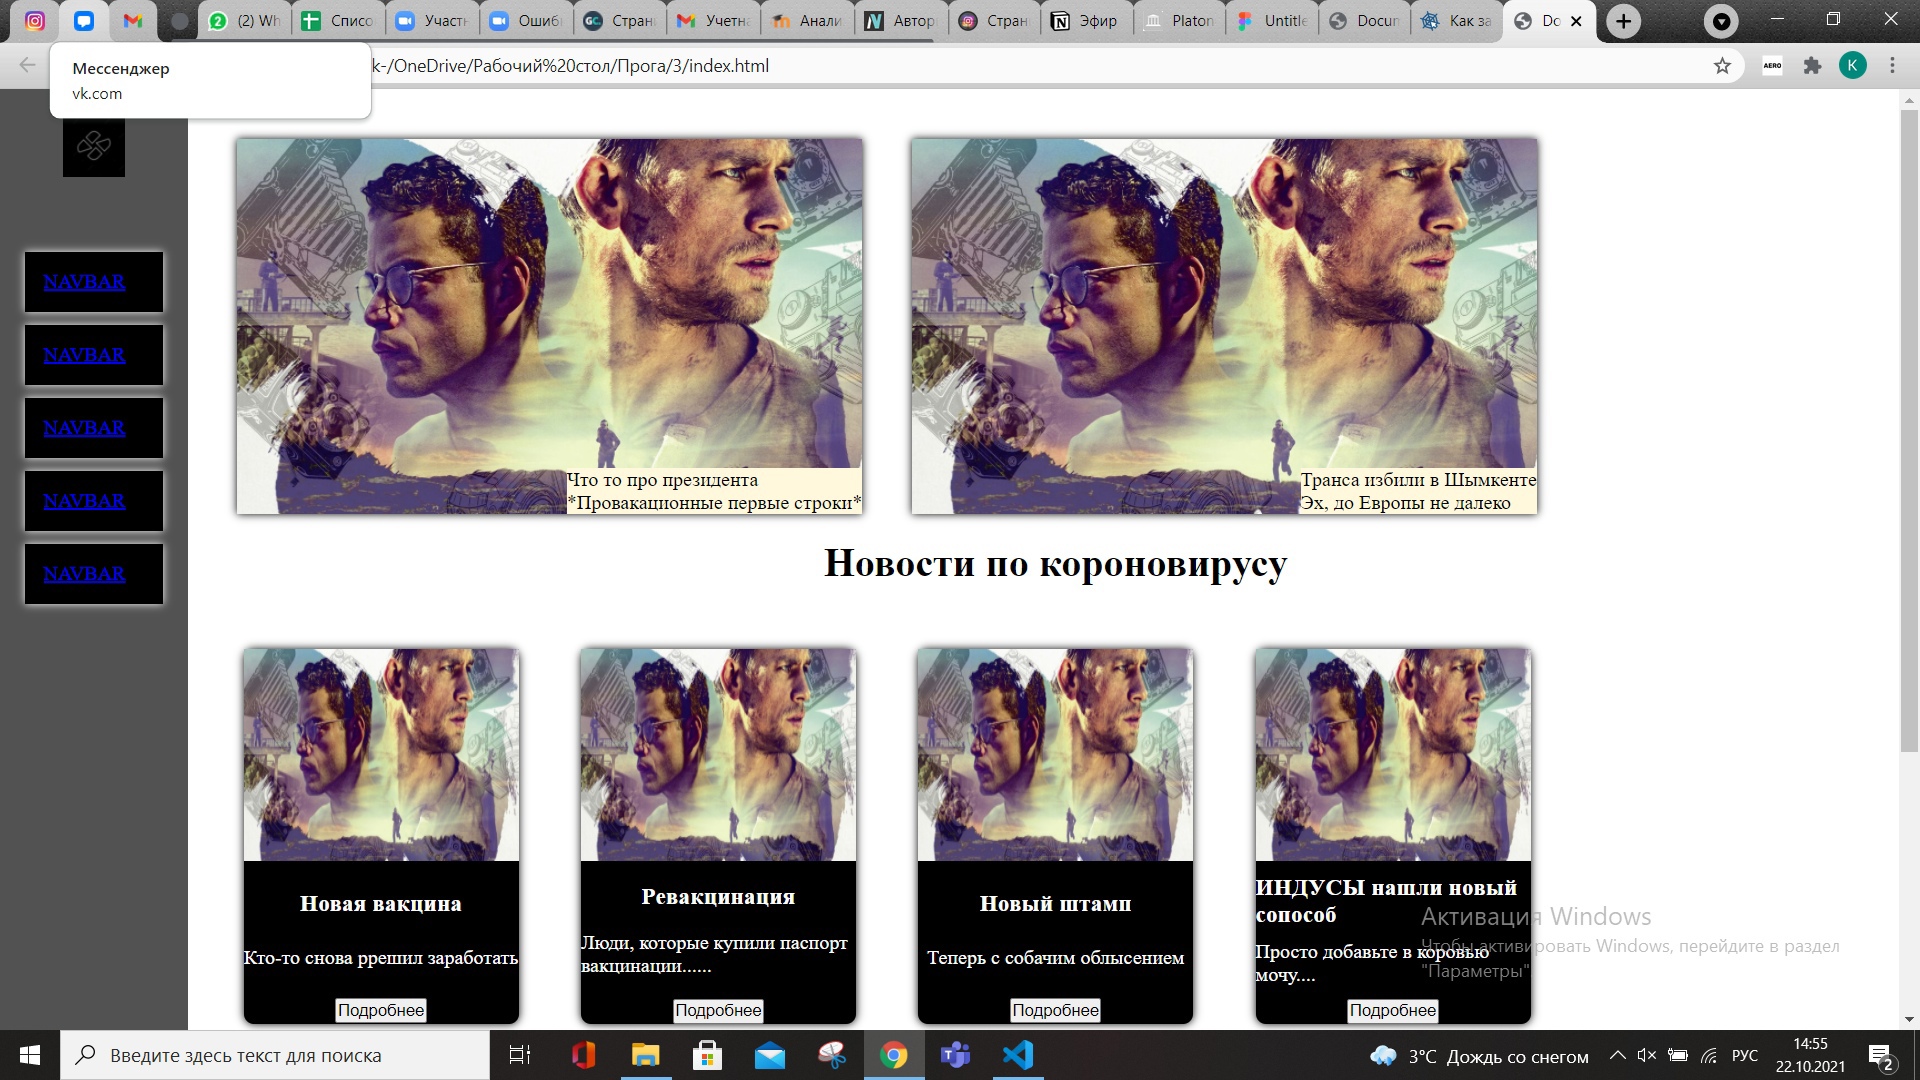 (2) Wh
Списо
Участн
Ошиб
GC
Стран
Учетн
Анали
Автор
Стран
Эфир
Platon
Untitle
Docun
Как за
Do
Мессенджер
vk.com
k-/OneDrive/Рабочий%20стол/Прога/3/index.html
AERO
K
NAVBAR
NAVBAR
NAVBAR
NAVBAR
NAVBAR
Что то про президента
*Провакационные первые строки*
Транса избили в Шымкенте
Эх, до Европы не далеко
Новости по короновирусу
Новая вакцина
Кто-то снова ррешил заработать
Подробнее
Ревакцинация
Люди, которые купили паспорт
вакцинации......
Подробнее
Новый штамп
Теперь с собачим облысением
Подробнее
ИНДУСЫ нашли новый
сопособ
Просто добавьте в коровью
мочу....
Подробнее
Активация Windows
Чтобы активировать Windows, перейдите в раздел
"Параметры"
Введите здесь текст для поиска
3°C Дождь со снегом
РУС
14:55
22.10.2021
2